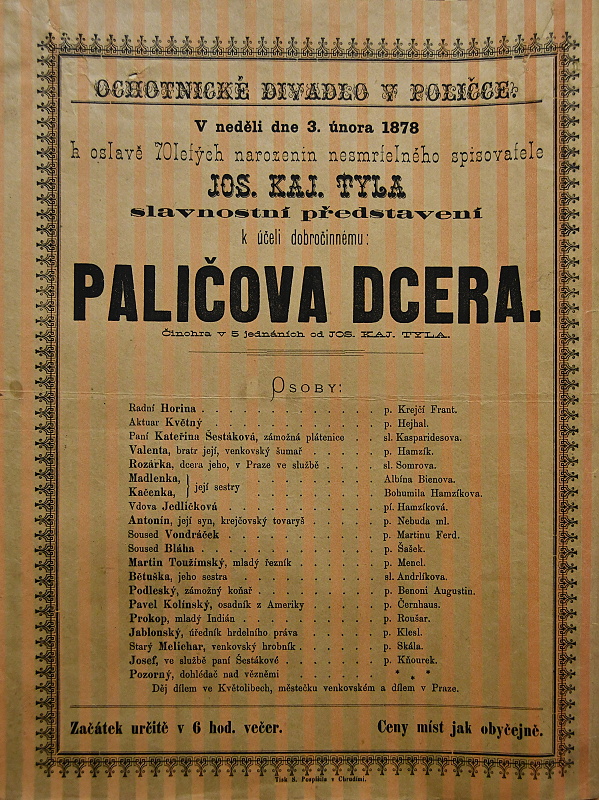 OCHOTNICKÉ DIVADLO V POLIČCE.
V neděli dne 3. února 1878
k oslavě 70letých narozenin nesmrtelného spisovatele
JOS. KAJ. TYLA
slavnostní představení
k účeli dobročinnému:
PALIČOVA DCERA.
Činohra v 5 jednáních od JOS. KAJ. TYLA.
OSOBY:
Radní Horina . . . p. Krejčí Frant.
Aktuar Květný . . . p. Hejhal.
Paní Kateřina Šestáková, zámožná plátenice . . sl. Kasparidesova.
Valenta, bratr její, venkovský šumař . . . p. Hamzík.
Rozárka, dcera jeho, v Praze ve službě . . . sl. Somrova.
Madlenka, } její sestry . . . Albína Bienova.
Kačenka, } . . . Bohumila Hamzíkova.
Vdova Jedličková . . . pí. Hamzíková.
Antonín, její syn, krejčovský tovaryš . . . p. Nebuda ml.
Soused Vondráček . . . p. Martinu Ferd.
Soused Bláha . . . p. Šašek.
Martin Toužimský, mladý řezník . . . p. Mencl.
Bětuška, jeho sestra . . . sl. Andrlíkova.
Podleský, zámožný koňař . . . p. Benoni Augustin.
Pavel Kolínský, osadník z Ameriky . . . p. Černhaus.
Prokop, mladý Indián . . . p. Roušar.
Jablonský, úředník hrdelního práva . . . p. Klesl.
Starý Melichar, venkovský hrobník . . . p. Skála.
Josef, ve službě paní Šestákové . . . p. Kňourek.
Pozorný, dohlédač nad vězněmi . . . * * *
Děj dílem ve Květolibech, městečku venkovském a dílem v Praze.
Začátek určitě v 6 hod. večer. Ceny míst jak obyčejně.
Tisk S. Pospíšila v Chrudimi.